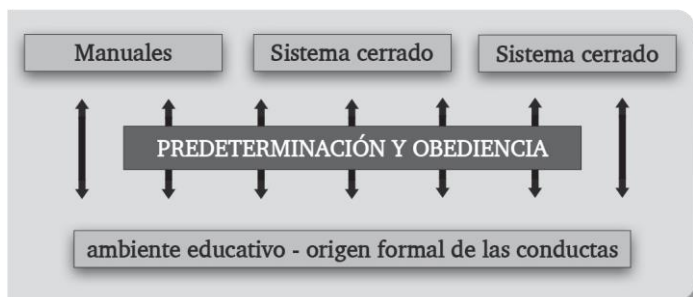 Manuales
Sistema cerrado
Sistema cerrado
PREDETERMINACIÓN Y OBEDIENCIA
ambiente educativo - origen formal de las conductas